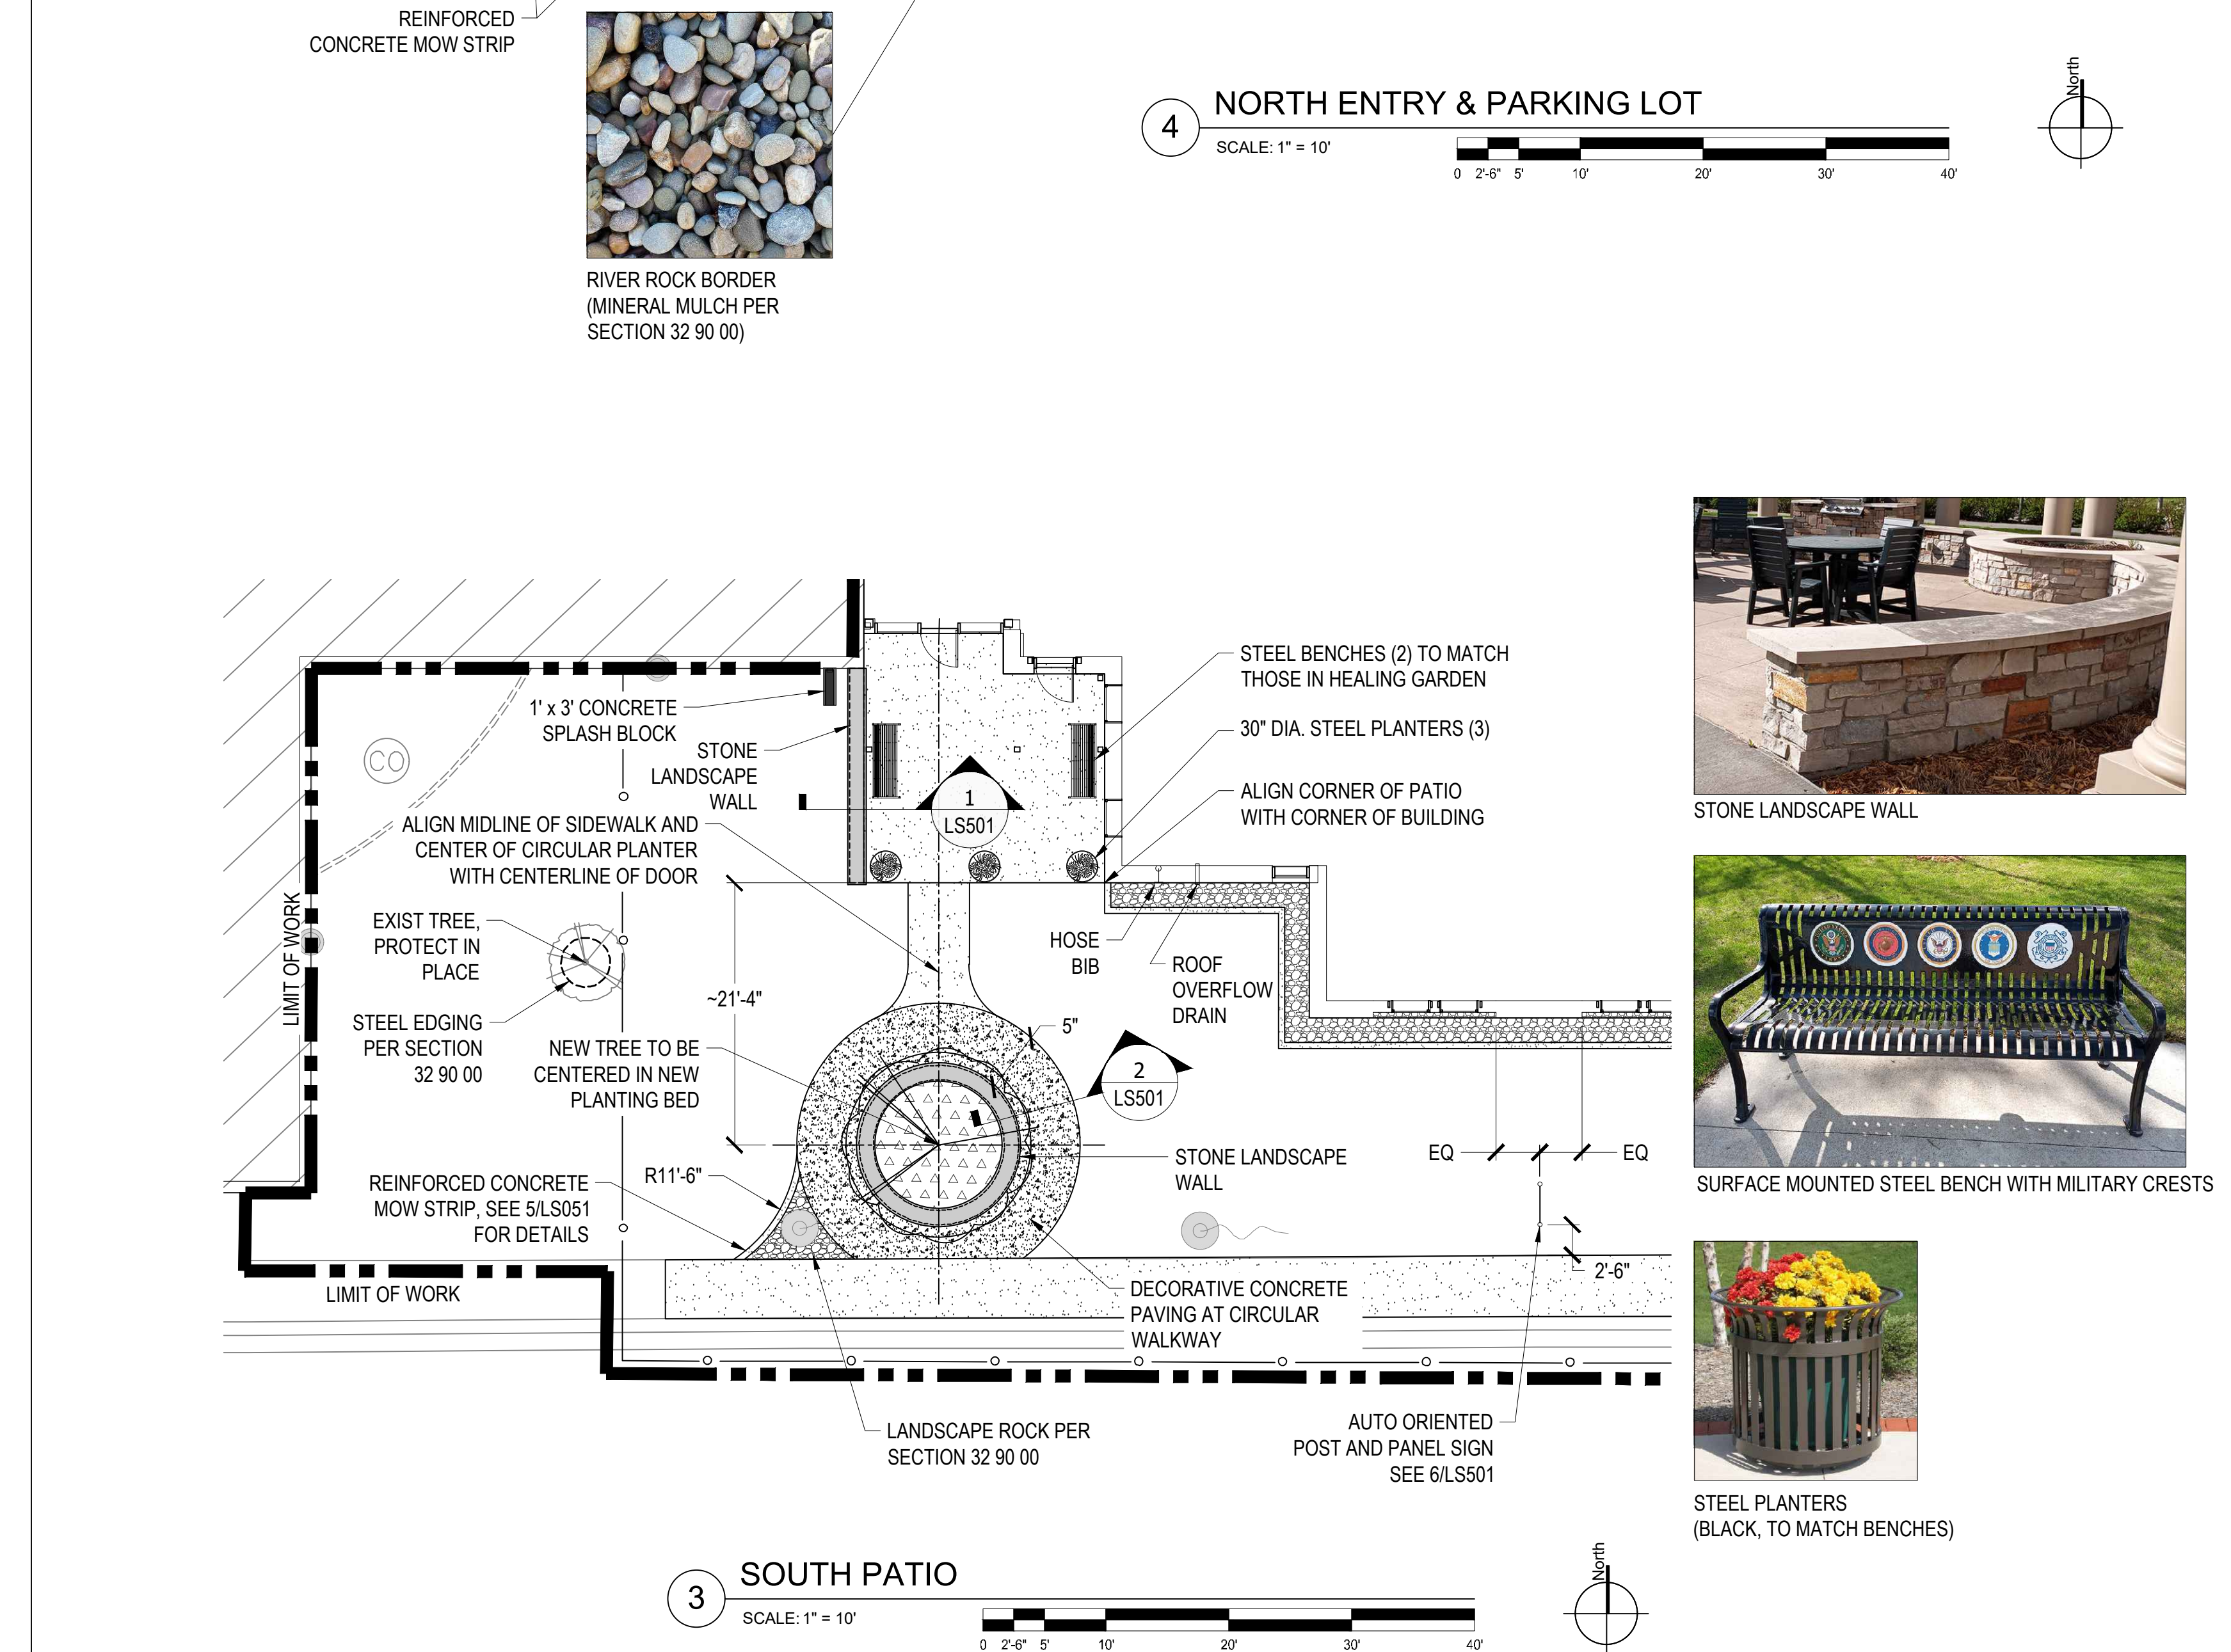 REINFORCED
CONCRETE MOW STRIP
RIVER ROCK BORDER
(MINERAL MULCH PER
SECTION 32 90 00)
4
NORTH ENTRY & PARKING LOT
SCALE: 1" = 10'
0 2'-6" 5' 10' 20' 30' 40'
North
1' x 3' CONCRETE
SPLASH BLOCK
STONE
LANDSCAPE
WALL
CO
ALIGN MIDLINE OF SIDEWALK AND
CENTER OF CIRCULAR PLANTER
WITH CENTERLINE OF DOOR
LIMIT OF WORK
EXIST TREE,
PROTECT IN
PLACE
STEEL EDGING
PER SECTION
32 90 00
~21'-4"
NEW TREE TO BE
CENTERED IN NEW
PLANTING BED
REINFORCED CONCRETE
MOW STRIP, SEE 5/LS051
FOR DETAILS
R11'-6"
LIMIT OF WORK
STEEL BENCHES (2) TO MATCH
THOSE IN HEALING GARDEN
30" DIA. STEEL PLANTERS (3)
ALIGN CORNER OF PATIO
WITH CORNER OF BUILDING
1
LS501
HOSE
BIB
ROOF
OVERFLOW
DRAIN
5"
2
LS501
STONE LANDSCAPE
WALL
EQ
EQ
2'-6"
DECORATIVE CONCRETE
PAVING AT CIRCULAR
WALKWAY
LANDSCAPE ROCK PER
SECTION 32 90 00
AUTO ORIENTED
POST AND PANEL SIGN
SEE 6/LS501
STONE LANDSCAPE WALL
SURFACE MOUNTED STEEL BENCH WITH MILITARY CRESTS
STEEL PLANTERS
(BLACK, TO MATCH BENCHES)
3
SOUTH PATIO
SCALE: 1" = 10'
0 2'-6" 5' 10' 20' 30' 40'
North